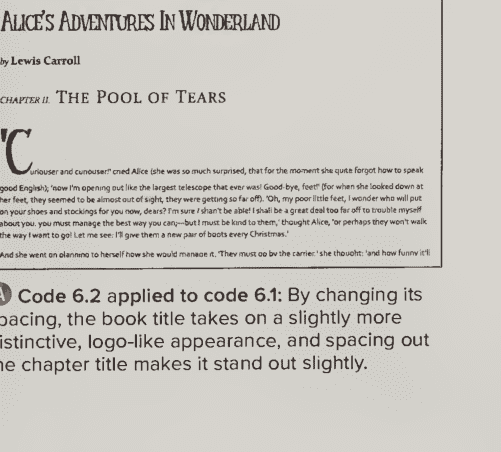 ALICE'S ADVENTURES IN WONDERLAND
by Lewis Carroll
CHAPTER II. THE POOL OF TEARS
'Curiouser and curiouser!' cried Alice (she was so much surprised, that for the moment she quite forgot how to speak
good English); 'now I'm opening out like the largest telescope that ever was! Good-bye, feet!' (for when she looked down at
her feet, they seemed to be almost out of sight, they were getting so far off). 'Oh, my poor little feet, I wonder who will put
on your shoes and stockings for you now, dears? I'm sure I shan't be able! I shall be a great deal too far off to trouble myself
about you. you must manage the best way you can;—but I must be kind to them,' thought Alice, 'or perhaps they won't walk
the way I want to go! Let me see: I'll give them a new pair of boots every Christmas.'
And she went on planning to herself how she would manage it. 'They must go by the carrier.' she thought: 'and how funny it'll
A Code 6.2 applied to code 6.1: By changing its
pacing, the book title takes on a slightly more
istinctive, logo-like appearance, and spacing out
he chapter title makes it stand out slightly.